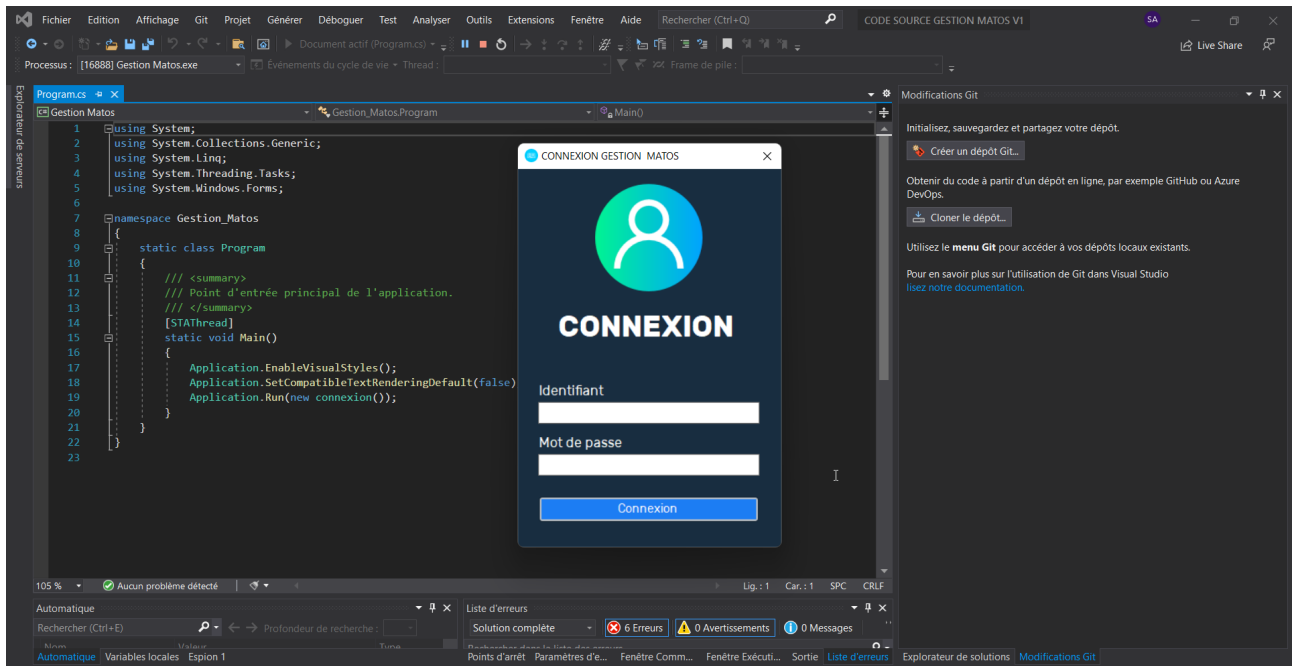 Fichier Edition Affichage Git Projet Générer Déboguer Test Analyser Outils Extensions Fenêtre Aide Rechercher (Ctrl+Q) CODE SOURCE GESTION MATOS V1 SA
Document actif (Program.cs) Live Share
Processus : [16888] Gestion Matos.exe Événements du cycle de vie Thread : Frame de pile :
Explorateur de serveurs
Program.cs
Gestion Matos Gestion_Matos.Program Main()
1 using System;
2 using System.Collections.Generic;
3 using System.Linq;
4 using System.Threading.Tasks;
5 using System.Windows.Forms;
6
7 namespace Gestion_Matos
8 {
9 static class Program
10 {
11 /// <summary>
12 /// Point d'entrée principal de l'application.
13 /// </summary>
14 [STAThread]
15 static void Main()
16 {
17 Application.EnableVisualStyles();
18 Application.SetCompatibleTextRenderingDefault(false)
19 Application.Run(new connexion());
20 }
21 }
22 }
23
CONNEXION GESTION MATOS
CONNEXION
Identifiant
Mot de passe
Connexion
Modifications Git
Initialisez, sauvegardez et partagez votre dépôt.
Créer un dépôt Git...
Obtenir du code à partir d'un dépôt en ligne, par exemple GitHub ou Azure
DevOps.
Cloner le dépôt...
Utilisez le menu Git pour accéder à vos dépôts locaux existants.
Pour en savoir plus sur l'utilisation de Git dans Visual Studio
lisez notre documentation.
105 % Aucun problème détecté Lig. : 1 Car. : 1 SPC CRLF
Automatique
Rechercher (Ctrl+E) Profondeur de recherche :
Nom Valeur Type
Automatique Variables locales Espion 1
Liste d'erreurs
Solution complète 6 Erreurs 0 Avertissements 0 Messages
Rechercher dans la liste des erreurs
Points d'arrêt Paramètres d'e... Fenêtre Comm... Fenêtre Exécuti... Sortie Liste d'erreurs
Explorateur de solutions Modifications Git